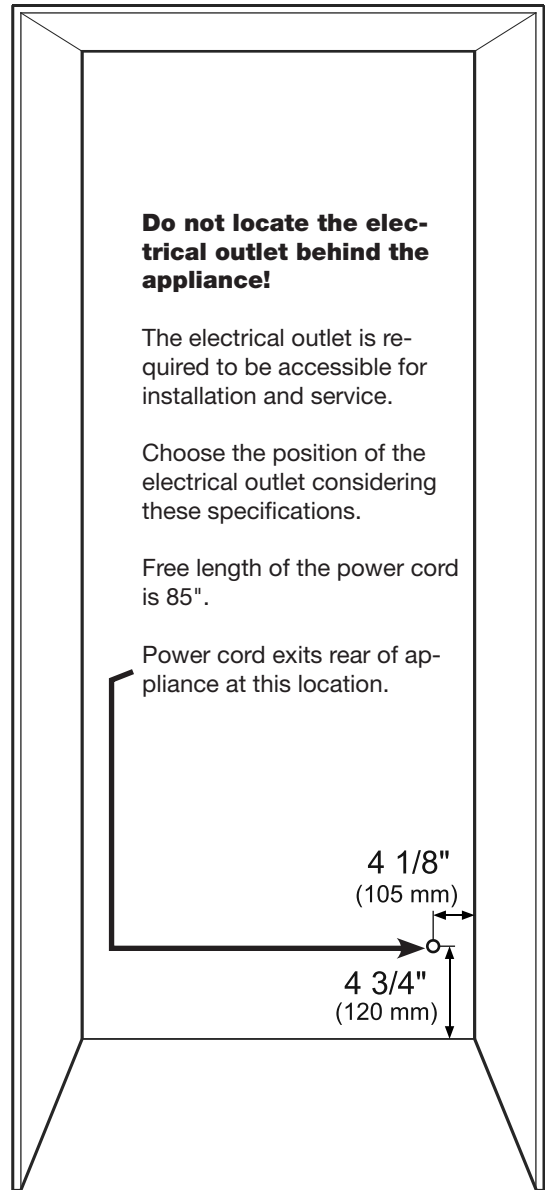 Do not locate the elec-
trical outlet behind the
appliance!
The electrical outlet is re-
quired to be accessible for
installation and service.
Choose the position of the
electrical outlet considering
these specifications.
Free length of the power cord
is 85".
Power cord exits rear of ap-
pliance at this location.
4 1/8"
(105 mm)
4 3/4"
(120 mm)